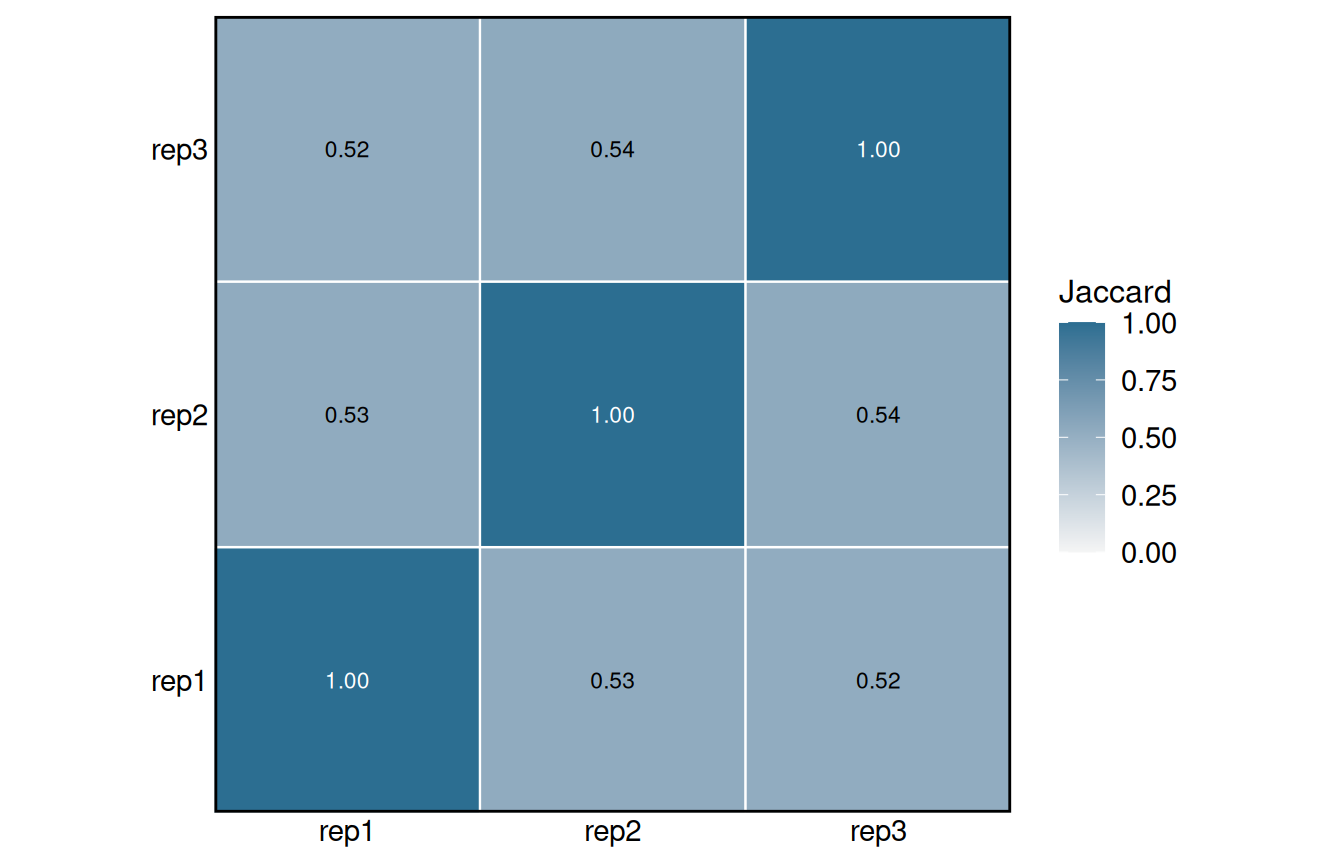 rep3 0.52 0.54 1.00
rep2 0.53 1.00 0.54
rep1 1.00 0.53 0.52
rep1 rep2 rep3
Jaccard
1.00
0.75
0.50
0.25
0.00